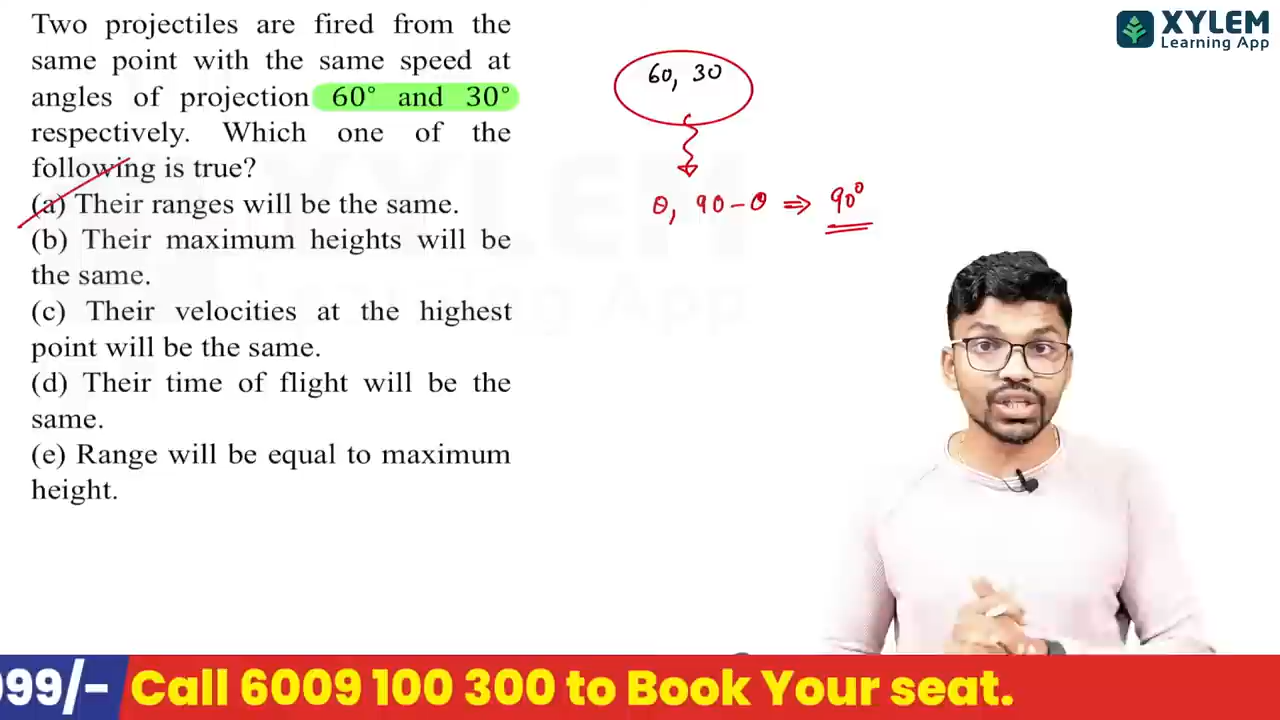 Two projectiles are fired from the
same point with the same speed at
angles of projection 60° and 30°
respectively. Which one of the
following is true?
(a) Their ranges will be the same.
(b) Their maximum heights will be
the same.
(c) Their velocities at the highest
point will be the same.
(d) Their time of flight will be the
same.
(e) Range will be equal to maximum
height.
60, 30
θ, 90-θ ⇒ 90°
XYLEM
Learning App
XYLEM
Learning App
99/-
Call 6009 100 300 to Book Your seat.